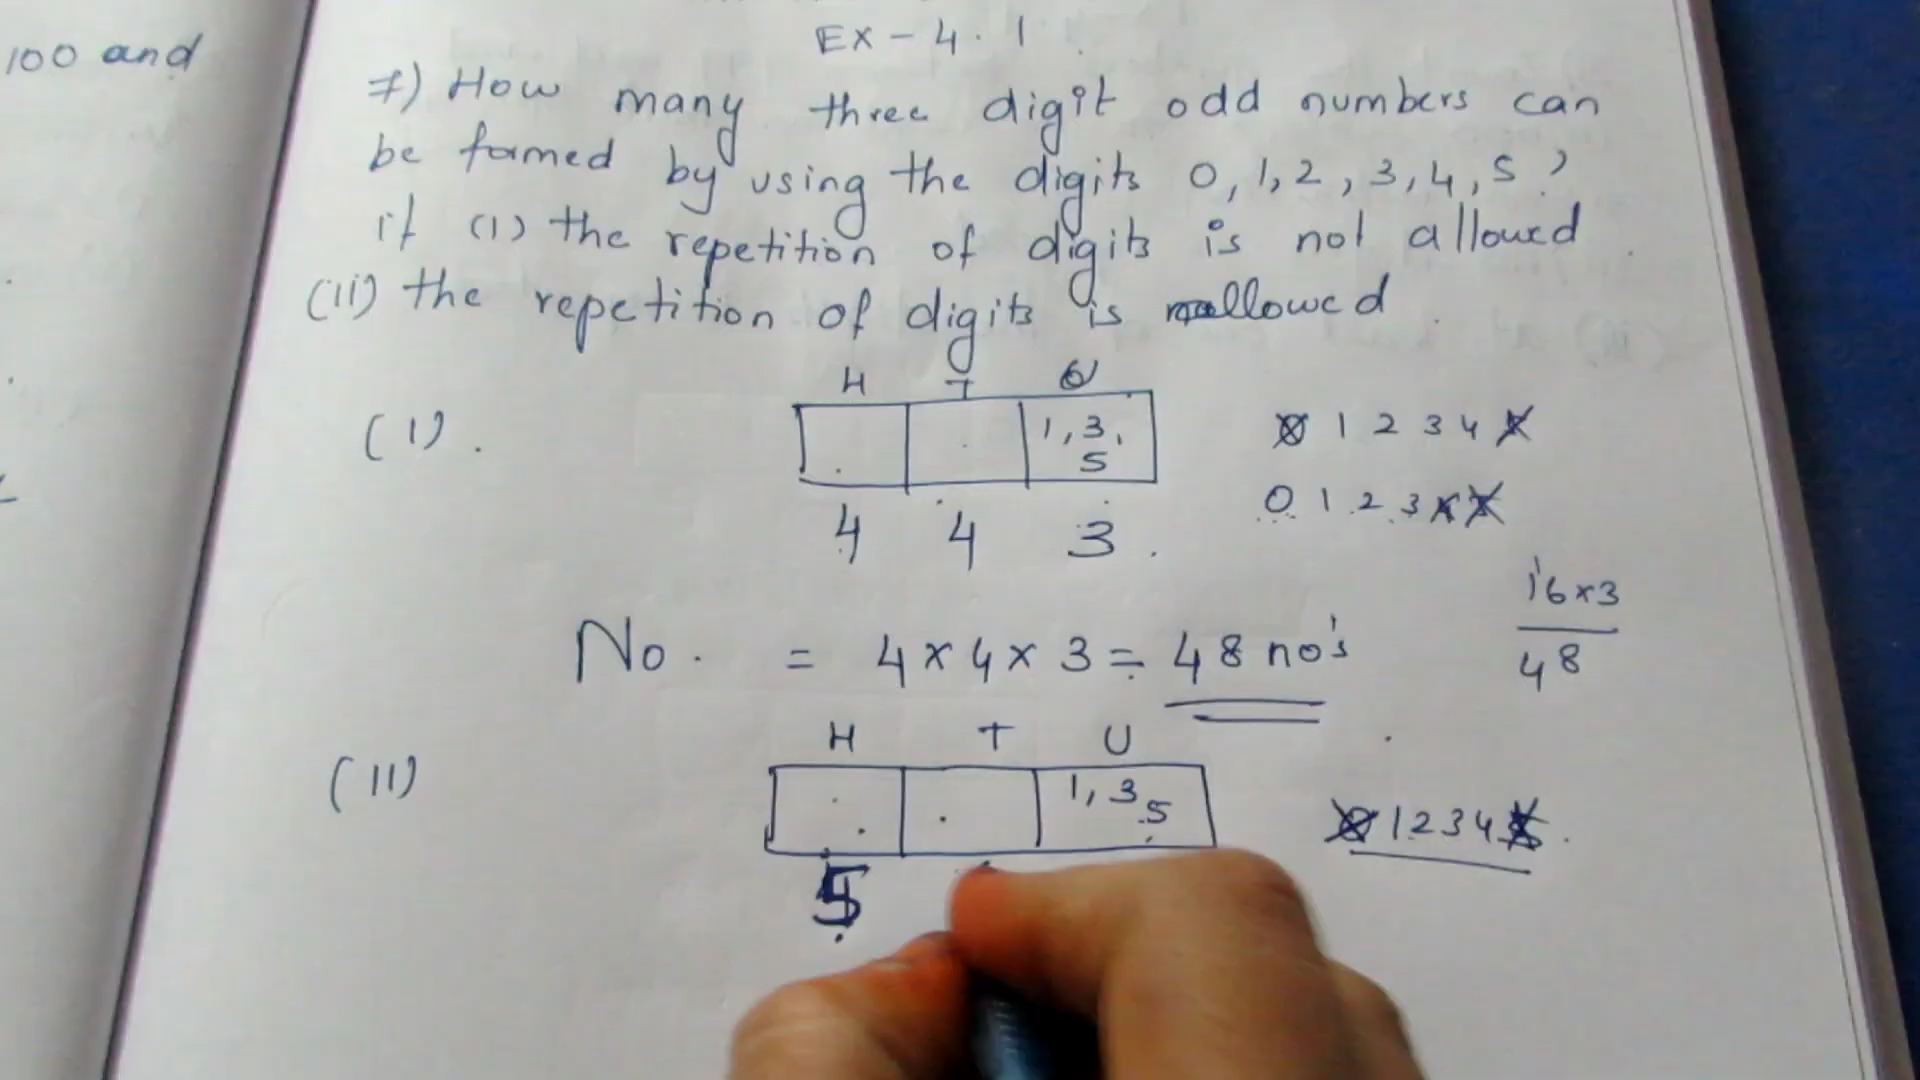 100 and
EX - 4.1
7) How many three digit odd numbers can
be formed by using the digits 0, 1, 2, 3, 4, 5 ?
if (i) the repetition of digits is not allowed
(ii) the repetition of digits is allowed
H T U
(I). 1, 3, 5 0 1 2 3 4 5
0 1 2 3 4 5
4 4 3
16 x 3
No. = 4 x 4 x 3 = 48 no's 48
H T U
(II) 1, 3, 5 0 1 2 3 4 5
5